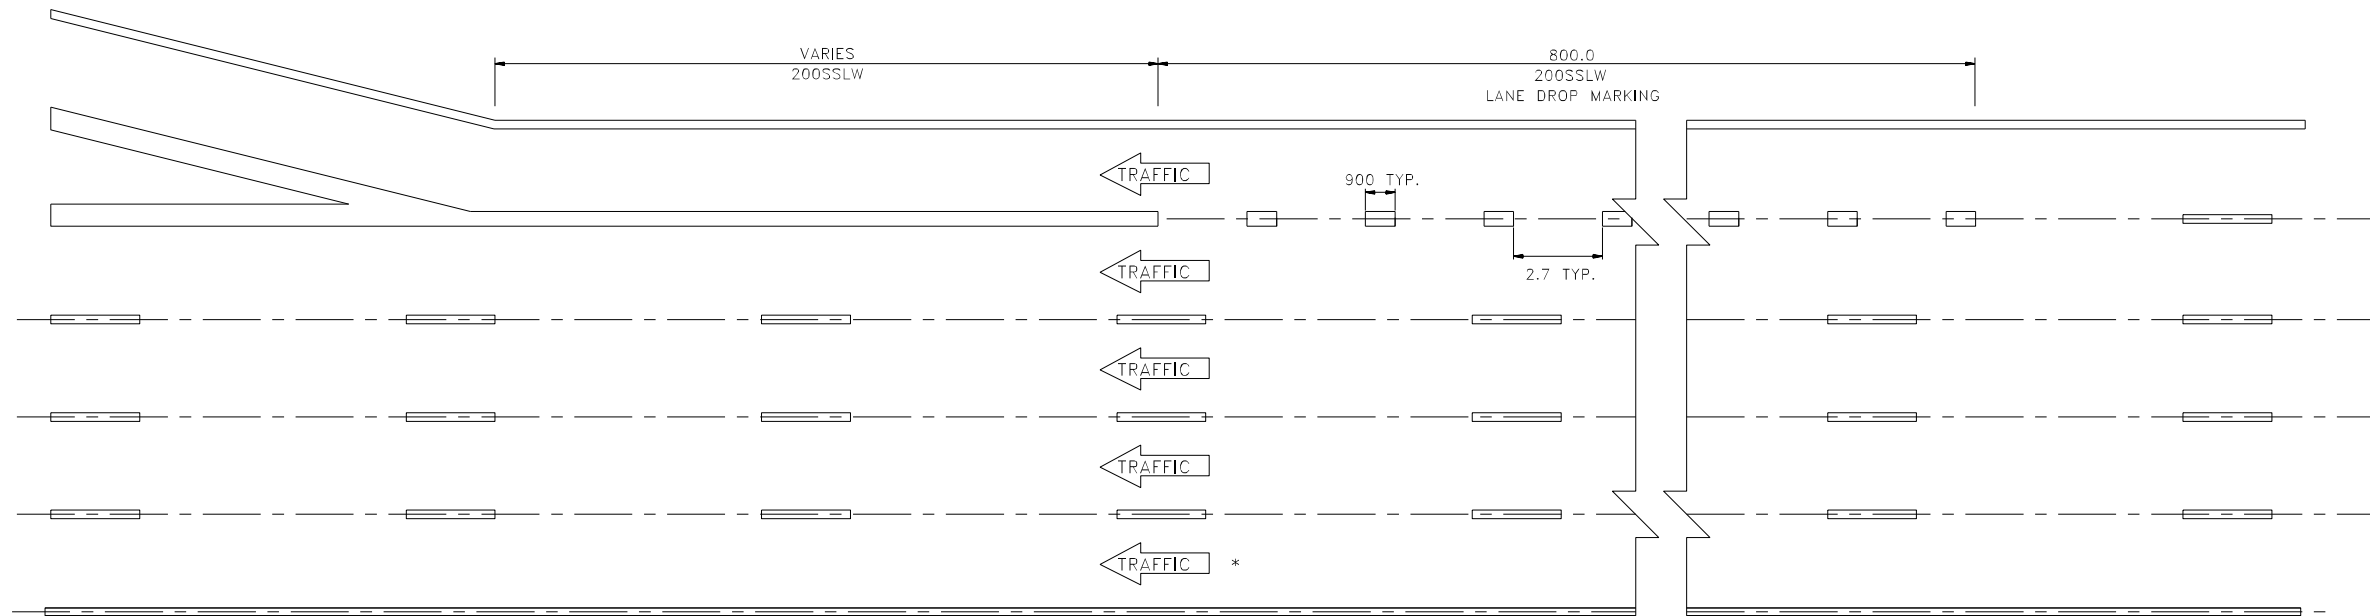 VARIES
200SSLW
800.0
200SSLW
LANE DROP MARKING
TRAFFIC
900 TYP.
TRAFFIC
2.7 TYP.
TRAFFIC
TRAFFIC
TRAFFIC *